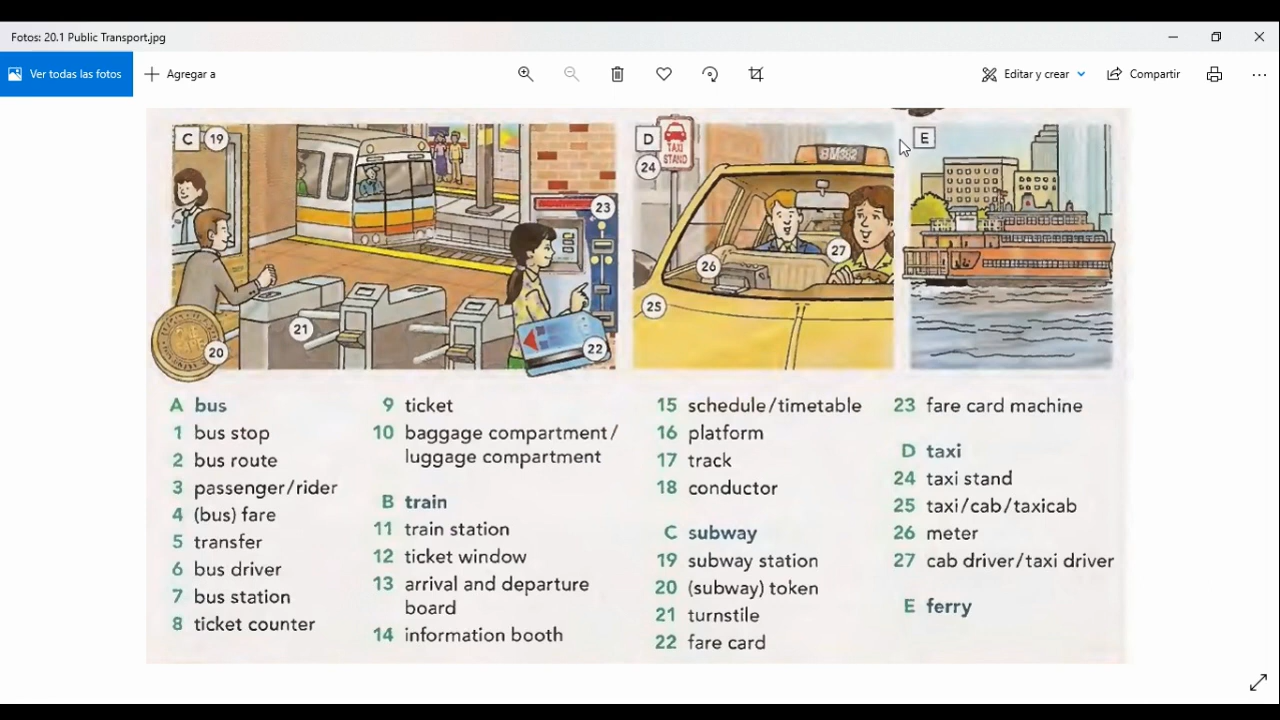 Fotos: 20.1 Public Transport.jpg
Ver todas las fotos
Agregar a
Editar y crear
Compartir
C 19
23
21
20
22
D
24
TAXI
STAND
26
27
25
E
A bus
1 bus stop
2 bus route
3 passenger/rider
4 (bus) fare
5 transfer
6 bus driver
7 bus station
8 ticket counter
9 ticket
10 baggage compartment/
luggage compartment
B train
11 train station
12 ticket window
13 arrival and departure
board
14 information booth
15 schedule/timetable
16 platform
17 track
18 conductor
C subway
19 subway station
20 (subway) token
21 turnstile
22 fare card
23 fare card machine
D taxi
24 taxi stand
25 taxi/cab/taxicab
26 meter
27 cab driver/taxi driver
E ferry